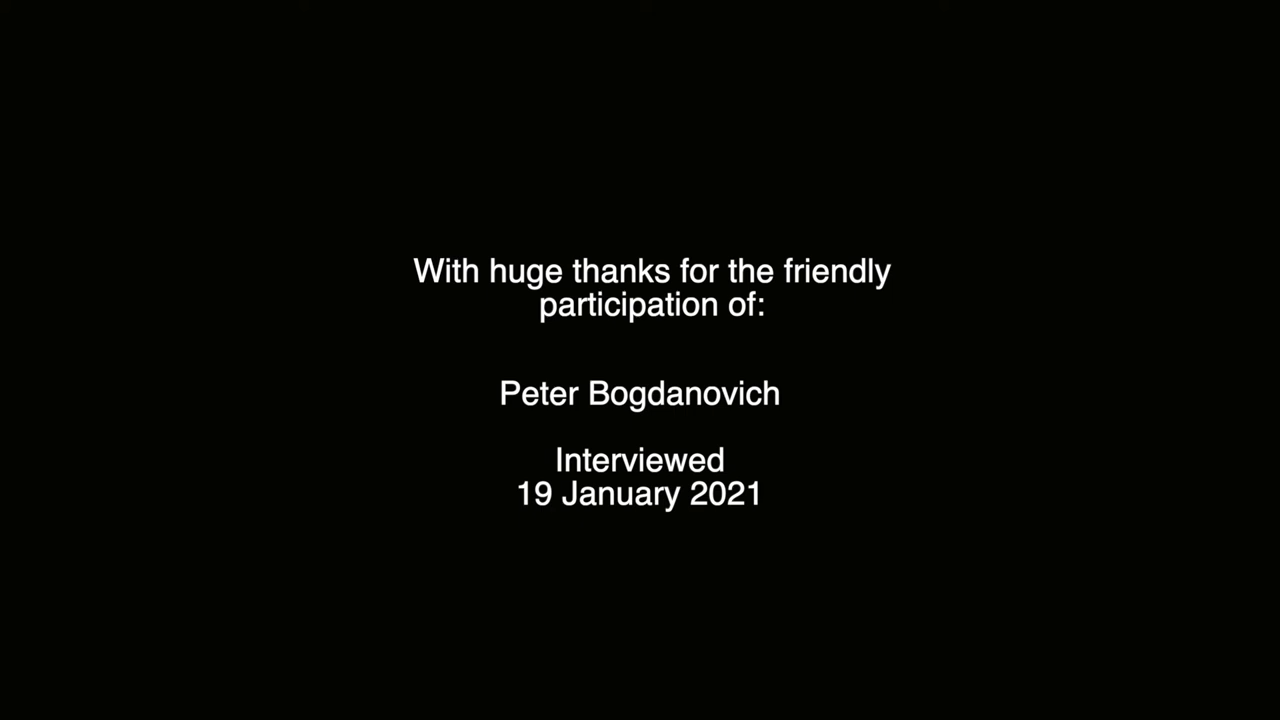 With huge thanks for the friendly
participation of:
Peter Bogdanovich
Interviewed
19 January 2021